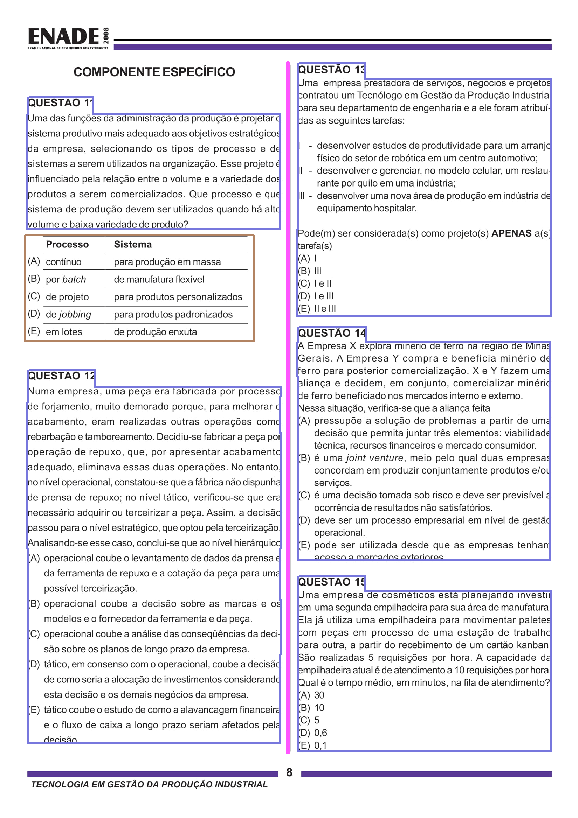 ENADE 2008
COMPONENTE ESPECÍFICO
QUESTÃO 11
Uma das funções da administração da produção é projetar o
sistema produtivo mais adequado aos objetivos estratégicos
da empresa, selecionando os tipos de processo e de
sistemas a serem utilizados na organização. Esse projeto é
influenciado pela relação entre o volume e a variedade dos
produtos a serem comercializados. Que processo e que
sistema de produção devem ser utilizados quando há alto
volume e baixa variedade de produto?
Processo Sistema
(A) contínuo para produção em massa
(B) por batch de manufatura flexível
(C) de projeto para produtos personalizados
(D) de jobbing para produtos padronizados
(E) em lotes de produção enxuta
QUESTÃO 12
Numa empresa, uma peça era fabricada por processo
de forjamento, muito demorado porque, para melhorar o
acabamento, eram realizadas outras operações como
rebarbação e tamboreamento. Decidiu-se fabricar a peça por
operação de repuxo, que, por apresentar acabamento
adequado, eliminava essas duas operações. No entanto,
no nível operacional, constatou-se que a fábrica não dispunha
de prensa de repuxo; no nível tático, verificou-se que era
necessário adquirir ou terceirizar a peça. Assim, a decisão
passou para o nível estratégico, que optou pela terceirização.
Analisando-se esse caso, conclui-se que ao nível hierárquico
(A) operacional coube o levantamento de dados da prensa e
da ferramenta de repuxo e a cotação da peça para uma
possível terceirização.
(B) operacional coube a decisão sobre as marcas e os
modelos e o fornecedor da ferramenta e da peça.
(C) operacional coube a análise das conseqüências da deci-
são sobre os planos de longo prazo da empresa.
(D) tático, em consenso com o operacional, coube a decisão
de como seria a alocação de investimentos considerando
esta decisão e os demais negócios da empresa.
(E) tático coube o estudo de como a alavancagem financeira
e o fluxo de caixa a longo prazo seriam afetados pela
decisão.
QUESTÃO 13
Uma empresa prestadora de serviços, negócios e projetos
contratou um Tecnólogo em Gestão da Produção Industrial
para seu departamento de engenharia e a ele foram atribuí-
das as seguintes tarefas:
I - desenvolver estudos de produtividade para um arranjo
físico do setor de robótica em um centro automotivo;
II - desenvolver e gerenciar, no modelo celular, um restau-
rante por quilo em uma indústria;
III - desenvolver uma nova área de produção em indústria de
equipamento hospitalar.
Pode(m) ser considerada(s) como projeto(s) APENAS a(s)
tarefa(s)
(A) I
(B) III
(C) I e II
(D) I e III
(E) II e III
QUESTÃO 14
A Empresa X explora minério de ferro na região de Minas
Gerais. A Empresa Y compra e beneficia minério de
ferro para posterior comercialização. X e Y fazem uma
aliança e decidem, em conjunto, comercializar minério
de ferro beneficiado nos mercados interno e externo.
Nessa situação, verifica-se que a aliança feita
(A) pressupõe a solução de problemas a partir de uma
decisão que permita juntar três elementos: viabilidade
técnica, recursos financeiros e mercado consumidor.
(B) é uma joint venture, meio pelo qual duas empresas
concordam em produzir conjuntamente produtos e/ou
serviços.
(C) é uma decisão tomada sob risco e deve ser previsível a
ocorrência de resultados não satisfatórios.
(D) deve ser um processo empresarial em nível de gestão
operacional.
(E) pode ser utilizada desde que as empresas tenham
acesso a mercados exteriores.
QUESTÃO 15
Uma empresa de cosméticos está planejando investir
em uma segunda empilhadeira para sua área de manufatura.
Ela já utiliza uma empilhadeira para movimentar paletes
com peças em processo de uma estação de trabalho
para outra, a partir do recebimento de um cartão kanban.
São realizadas 5 requisições por hora. A capacidade da
empilhadeira atual é de atendimento a 10 requisições por hora.
Qual é o tempo médio, em minutos, na fila de atendimento?
(A) 30
(B) 10
(C) 5
(D) 0,6
(E) 0,1
8
TECNOLOGIA EM GESTÃO DA PRODUÇÃO INDUSTRIAL